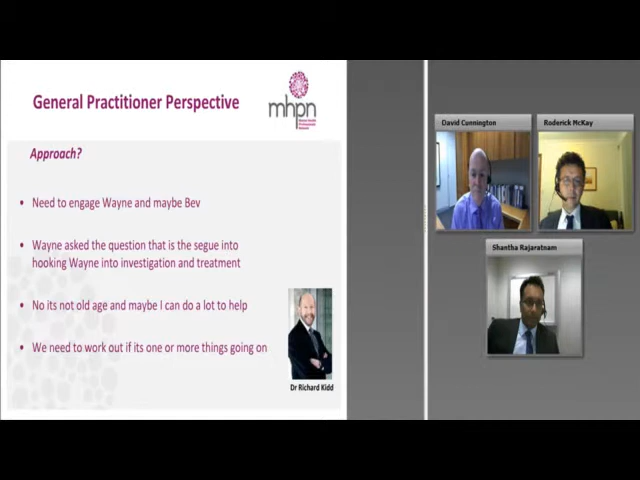 General Practitioner Perspective
mhpn
Approach?
• Need to engage Wayne and maybe Bev
• Wayne asked the question that is the segue into
hooking Wayne into investigation and treatment
• No its not old age and maybe I can do a lot to help
• We need to work out if its one or more things going on
Dr Richard Kidd
David Cunnington
Roderick McKay
Shantha Rajaratnam